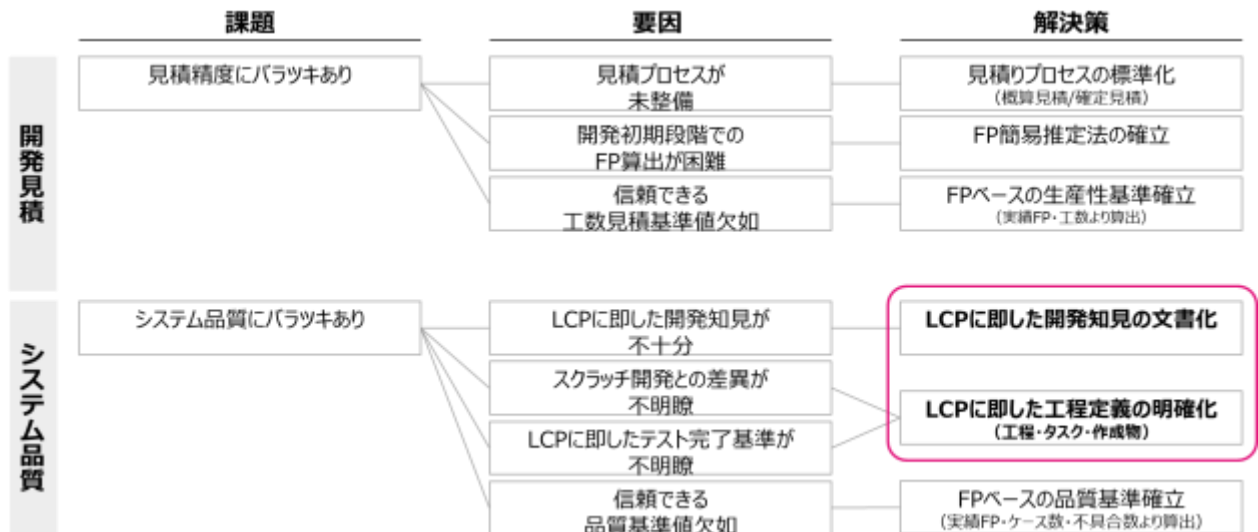 課題
要因
解決策
開発見積
見積精度にバラツキあり
見積プロセスが
未整備
見積りプロセスの標準化
(概算見積/確定見積)
開発初期段階での
FP算出が困難
FP簡易推定法の確立
信頼できる
工数見積基準値欠如
FPベースの生産性基準確立
(実績FP・工数より算出)
システム品質
システム品質にバラツキあり
LCPに即した開発知見が
不十分
LCPに即した開発知見の文書化
スクラッチ開発との差異が
不明瞭
LCPに即したテスト完了基準が
不明瞭
LCPに即した工程定義の明確化
(工程・タスク・作成物)
信頼できる
品質基準値欠如
FPベースの品質基準確立
(実績FP・ケース数・不具合数より算出)